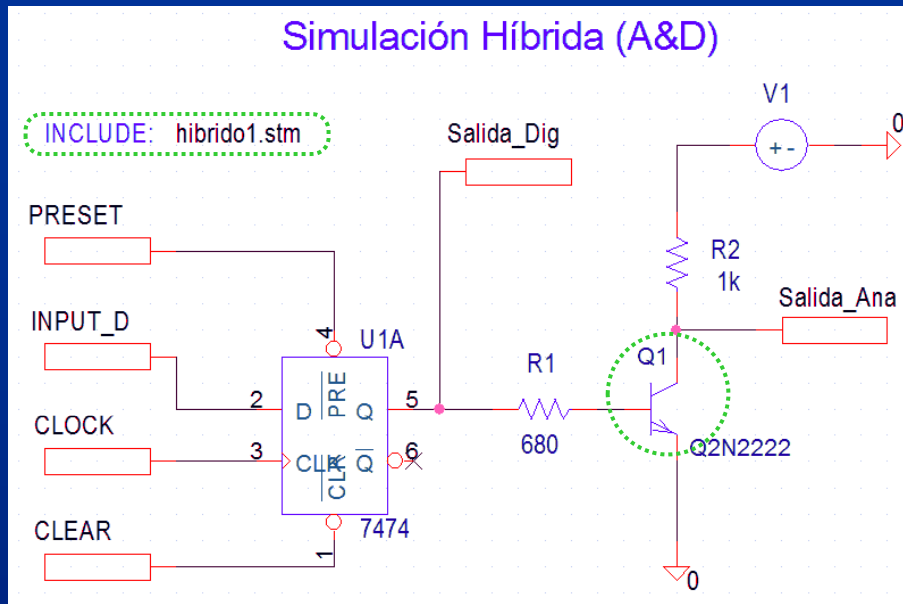 Simulación Híbrida (A&D)
V1
0
INCLUDE: hibrido1.stm
Salida_Dig
+ -
PRESET
R2
1k
Salida_Ana
INPUT_D
4
U1A
Q1
R1
2
D
PRE
Q
5
CLOCK
680
Q2N2222
3
CLK
CLR
Q
6
CLEAR
1
7474
0